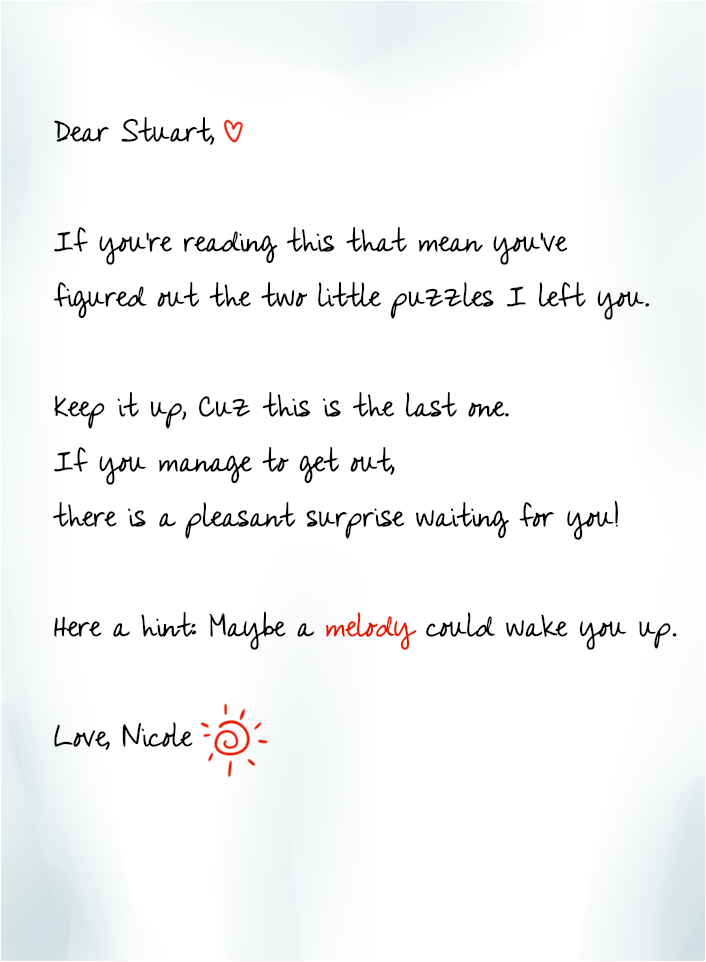 Dear Stuart,
If you're reading this that mean you've
figured out the two little puzzles I left you.
Keep it up, Cuz this is the last one.
If you manage to get out,
there is a pleasant surprise waiting for you!
Here a hint: Maybe a melody could wake you up.
Love, Nicole